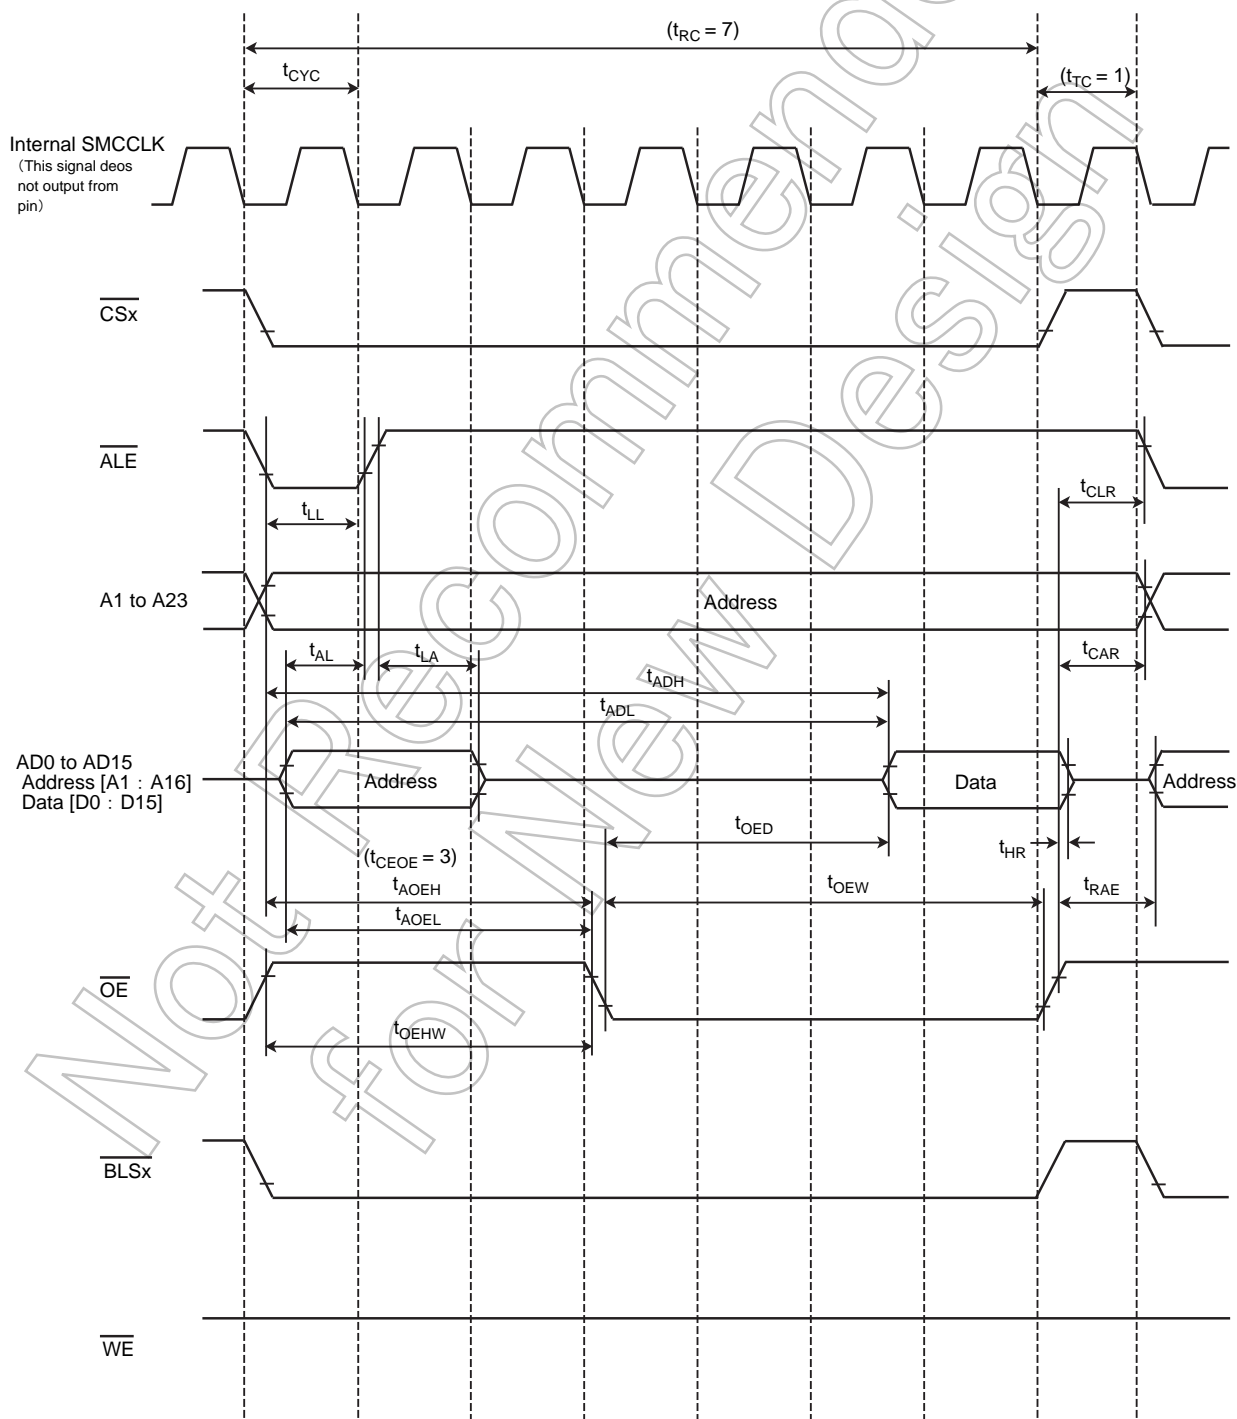 (tRC = 7)
tCYC
(tTC = 1)
Internal SMCCLK
(This signal deos
not output from
pin)
CSx
ALE
tLL
tCLR
A1 to A23
Address
tAL
tLA
tCAR
tADH
tADL
AD0 to AD15
Address [A1 : A16]
Data [D0 : D15]
Address
Data
Address
tOED
tHR
(tCEOE = 3)
tAOEH
tOEW
tRAE
tAOEL
OE
tOEHW
BLSx
WE
Not Recommended
for New Design